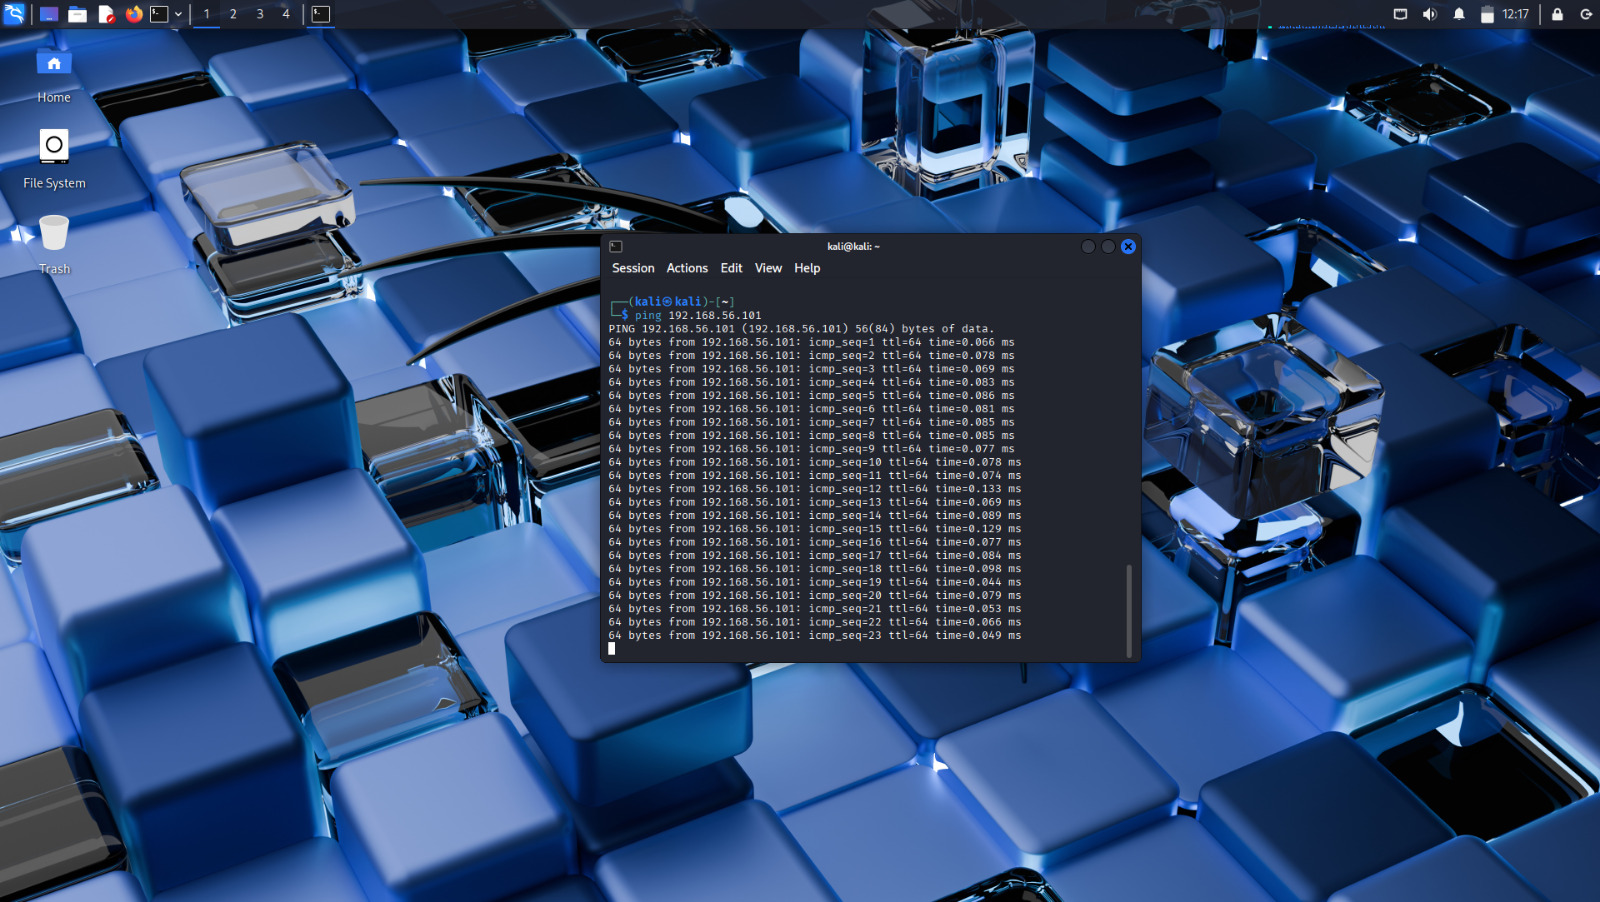 1 2 3 4
12:17
Home
File System
Trash
kali@kali: ~
Session Actions Edit View Help
┌──(kali㉿kali)-[~]
└─$ ping 192.168.56.101
PING 192.168.56.101 (192.168.56.101) 56(84) bytes of data.
64 bytes from 192.168.56.101: icmp_seq=1 ttl=64 time=0.066 ms
64 bytes from 192.168.56.101: icmp_seq=2 ttl=64 time=0.078 ms
64 bytes from 192.168.56.101: icmp_seq=3 ttl=64 time=0.069 ms
64 bytes from 192.168.56.101: icmp_seq=4 ttl=64 time=0.083 ms
64 bytes from 192.168.56.101: icmp_seq=5 ttl=64 time=0.086 ms
64 bytes from 192.168.56.101: icmp_seq=6 ttl=64 time=0.081 ms
64 bytes from 192.168.56.101: icmp_seq=7 ttl=64 time=0.085 ms
64 bytes from 192.168.56.101: icmp_seq=8 ttl=64 time=0.085 ms
64 bytes from 192.168.56.101: icmp_seq=9 ttl=64 time=0.077 ms
64 bytes from 192.168.56.101: icmp_seq=10 ttl=64 time=0.078 ms
64 bytes from 192.168.56.101: icmp_seq=11 ttl=64 time=0.074 ms
64 bytes from 192.168.56.101: icmp_seq=12 ttl=64 time=0.133 ms
64 bytes from 192.168.56.101: icmp_seq=13 ttl=64 time=0.069 ms
64 bytes from 192.168.56.101: icmp_seq=14 ttl=64 time=0.089 ms
64 bytes from 192.168.56.101: icmp_seq=15 ttl=64 time=0.129 ms
64 bytes from 192.168.56.101: icmp_seq=16 ttl=64 time=0.077 ms
64 bytes from 192.168.56.101: icmp_seq=17 ttl=64 time=0.084 ms
64 bytes from 192.168.56.101: icmp_seq=18 ttl=64 time=0.098 ms
64 bytes from 192.168.56.101: icmp_seq=19 ttl=64 time=0.044 ms
64 bytes from 192.168.56.101: icmp_seq=20 ttl=64 time=0.079 ms
64 bytes from 192.168.56.101: icmp_seq=21 ttl=64 time=0.053 ms
64 bytes from 192.168.56.101: icmp_seq=22 ttl=64 time=0.066 ms
64 bytes from 192.168.56.101: icmp_seq=23 ttl=64 time=0.049 ms